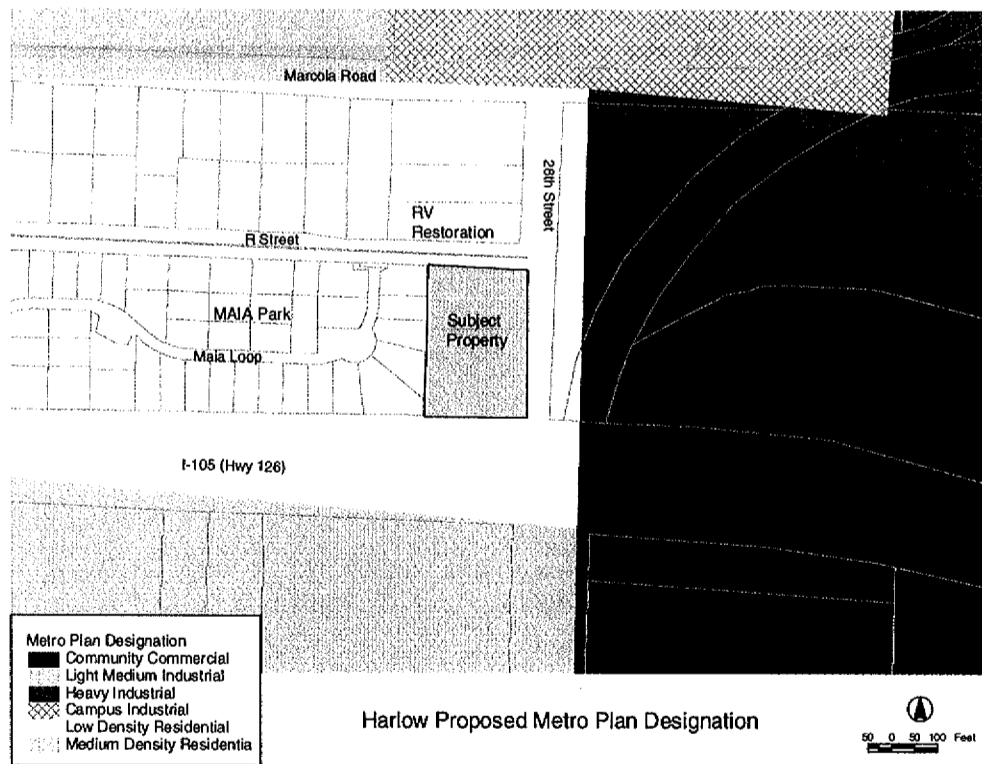 Marcola Road
28th Street
RV
Restoration
R Street
MAIA Park
Subject
Property
Maia Loop
I-105 (Hwy 126)
Metro Plan Designation
Community Commercial
Light Medium Industrial
Heavy Industrial
Campus Industrial
Low Density Residential
Medium Density Residentia
Harlow Proposed Metro Plan Designation
50 0 50 100 Feet